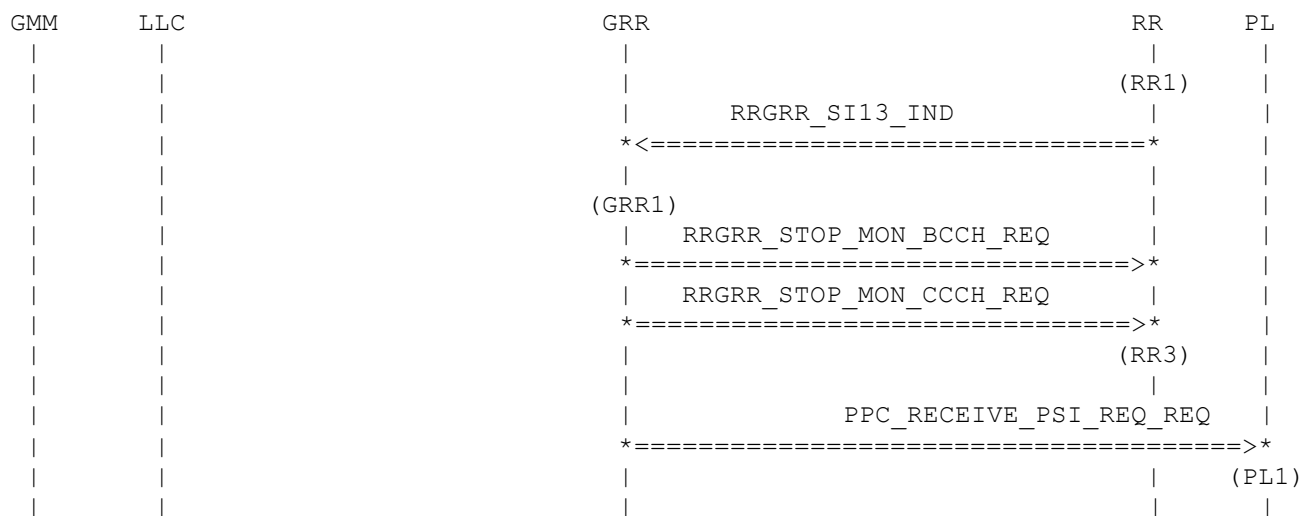 GMM LLC GRR RR PL
(RR1)
RRGRR_SI13_IND
*<===============================*
(GRR1)
RRGRR_STOP_MON_BCCH_REQ
*===============================>*
RRGRR_STOP_MON_CCCH_REQ
*===============================>*
(RR3)
PPC_RECEIVE_PSI_REQ_REQ
*======================================>*
(PL1)